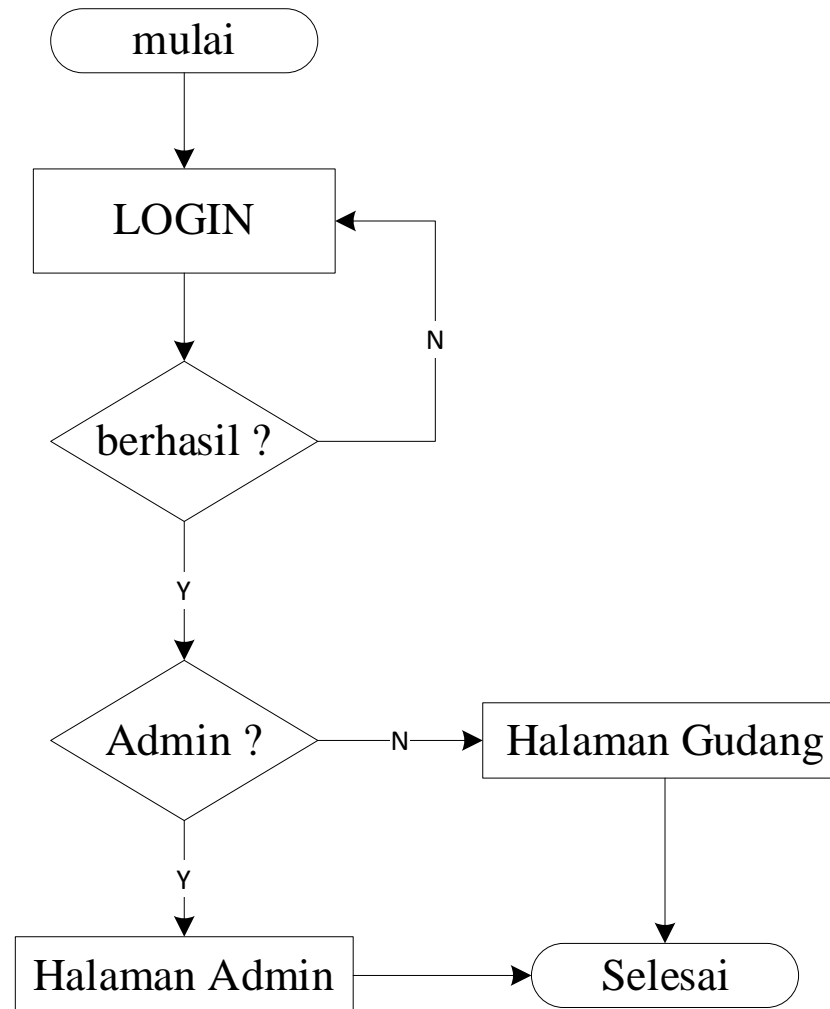 mulai
LOGIN
N
berhasil ?
Y
Admin ?
N
Halaman Gudang
Y
Halaman Admin
Selesai